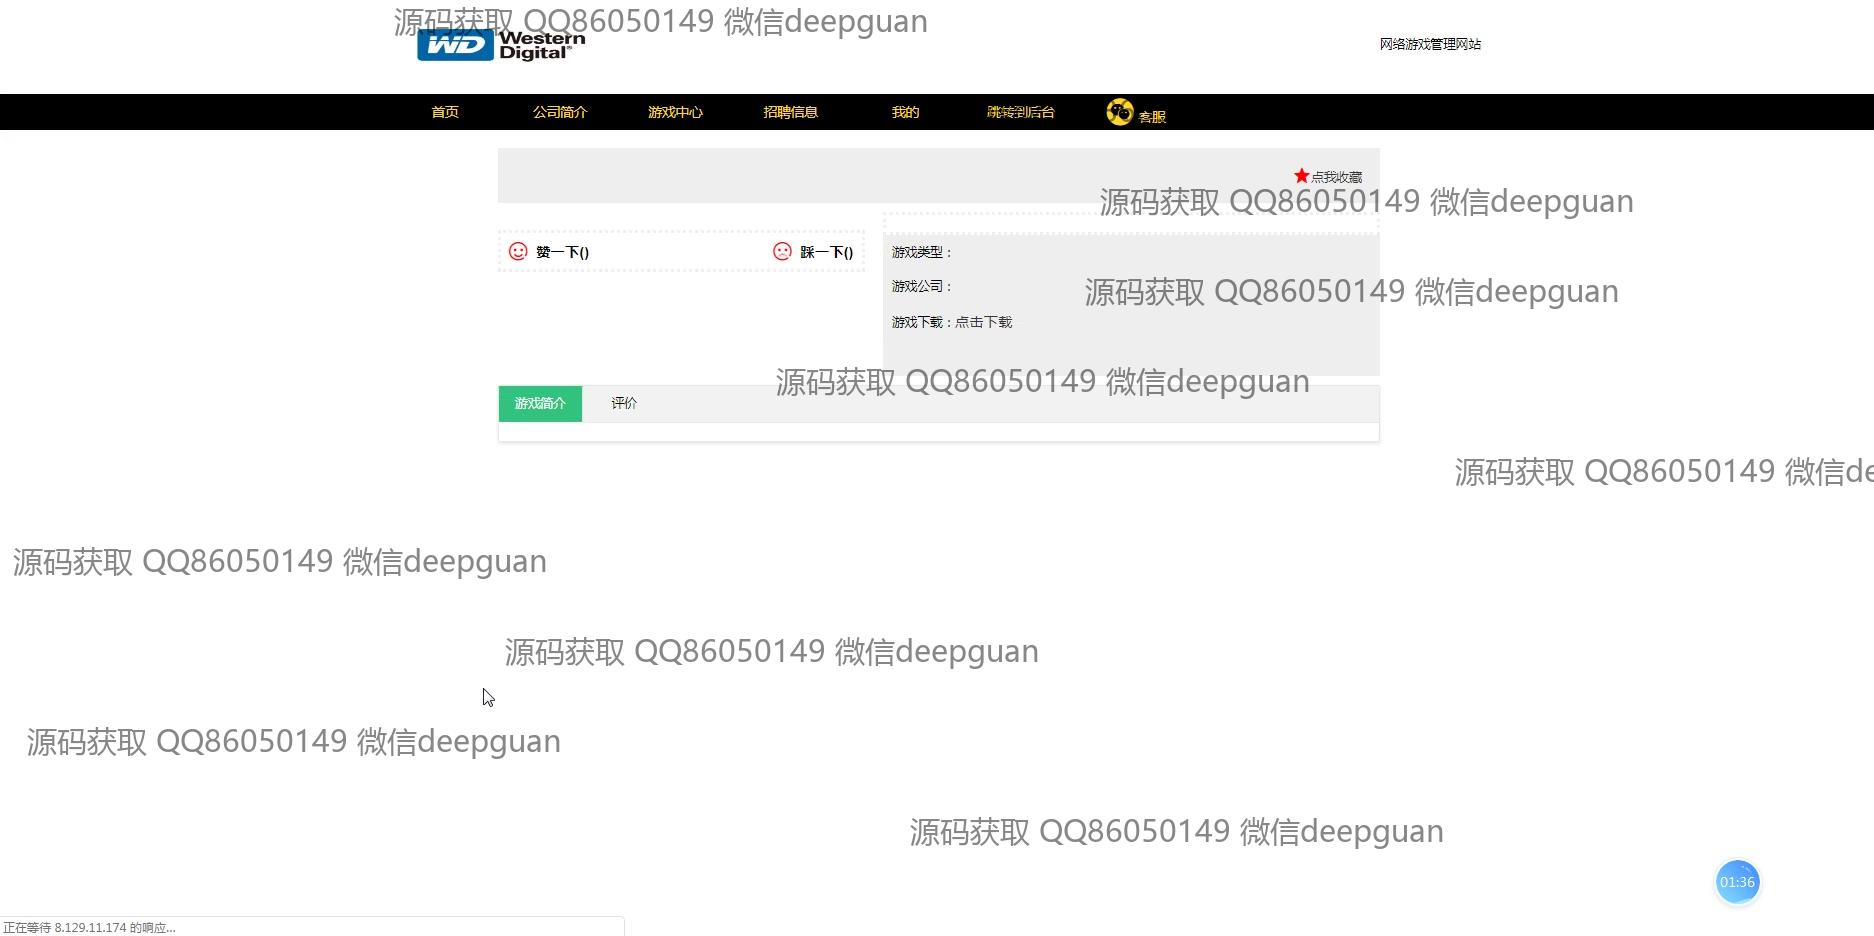 源码获取 QQ86050149 微信deepguan
WD Western
Digital®
网络游戏管理网站
首页 公司简介 游戏中心 招聘信息 我的 跳转到后台 客服
点我收藏
源码获取 QQ86050149 微信deepguan
赞一下() 踩一下()
游戏类型：
游戏公司：
源码获取 QQ86050149 微信deepguan
游戏下载：点击下载
源码获取 QQ86050149 微信deepguan
游戏简介 评价
源码获取 QQ86050149 微信de
源码获取 QQ86050149 微信deepguan
源码获取 QQ86050149 微信deepguan
源码获取 QQ86050149 微信deepguan
源码获取 QQ86050149 微信deepguan
01:36
正在等待 8.129.11.174 的响应...